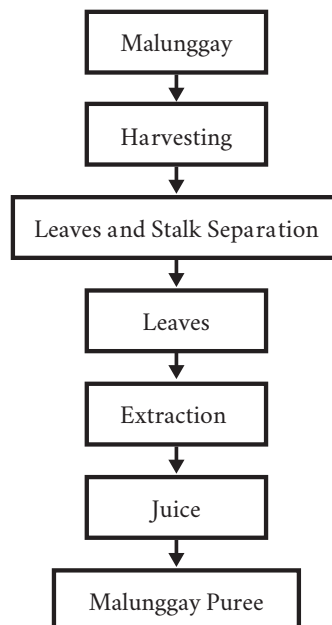 Malunggay
Harvesting
Leaves and Stalk Separation
Leaves
Extraction
Juice
Malunggay Puree